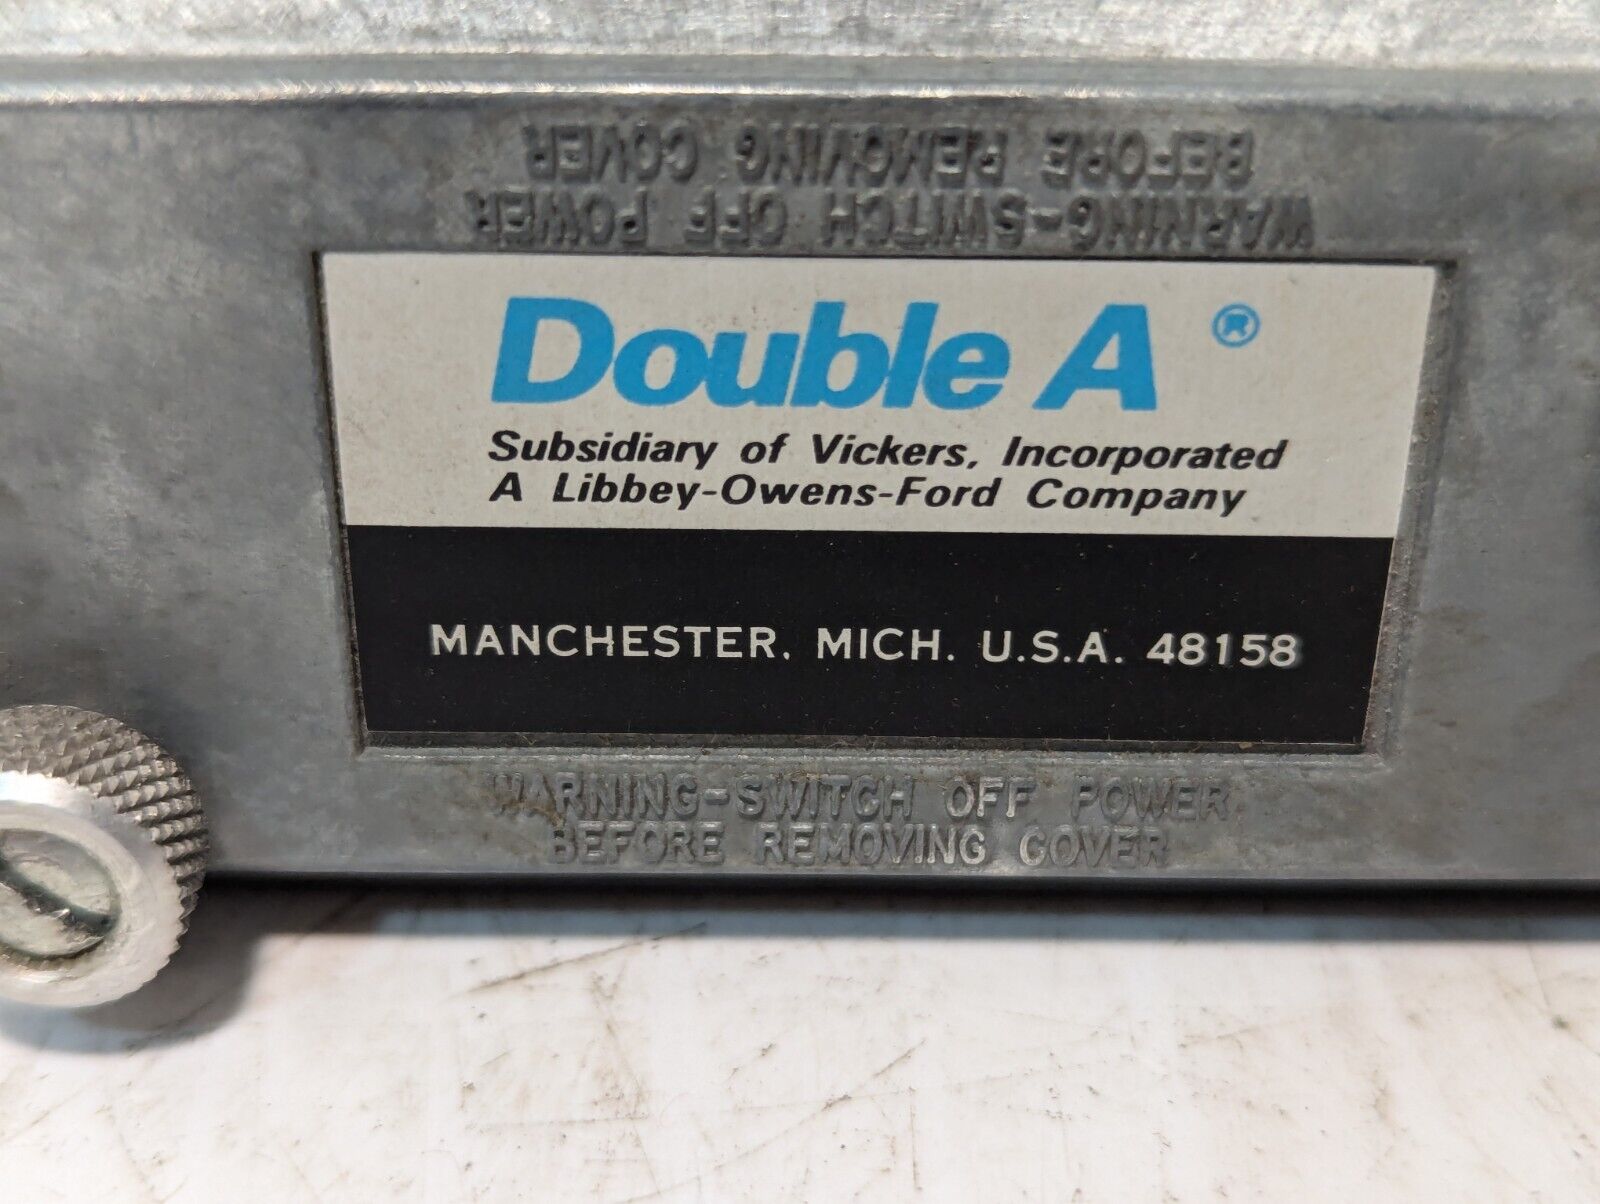 WARNING-SWITCH OFF POWER
BEFORE REMOVING COVER
Double A ®
Subsidiary of Vickers, Incorporated
A Libbey-Owens-Ford Company
MANCHESTER, MICH. U.S.A. 48158
WARNING-SWITCH OFF POWER
BEFORE REMOVING COVER